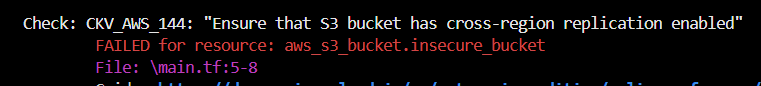 Check: CKV_AWS_144: "Ensure that S3 bucket has cross-region replication enabled"
FAILED for resource: aws_s3_bucket.insecure_bucket
File: \main.tf:5-8